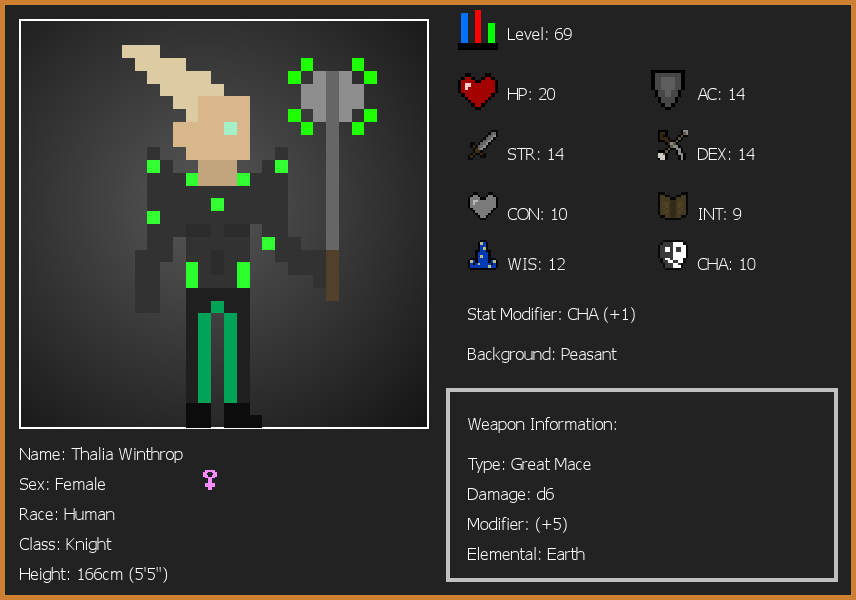 Level: 69
HP: 20
AC: 14
STR: 14
DEX: 14
CON: 10
INT: 9
WIS: 12
CHA: 10
Stat Modifier: CHA (+1)
Background: Peasant
Weapon Information:
Type: Great Mace
Damage: d6
Modifier: (+5)
Elemental: Earth
Name: Thalia Winthrop
Sex: Female
Race: Human
Class: Knight
Height: 166cm (5'5")